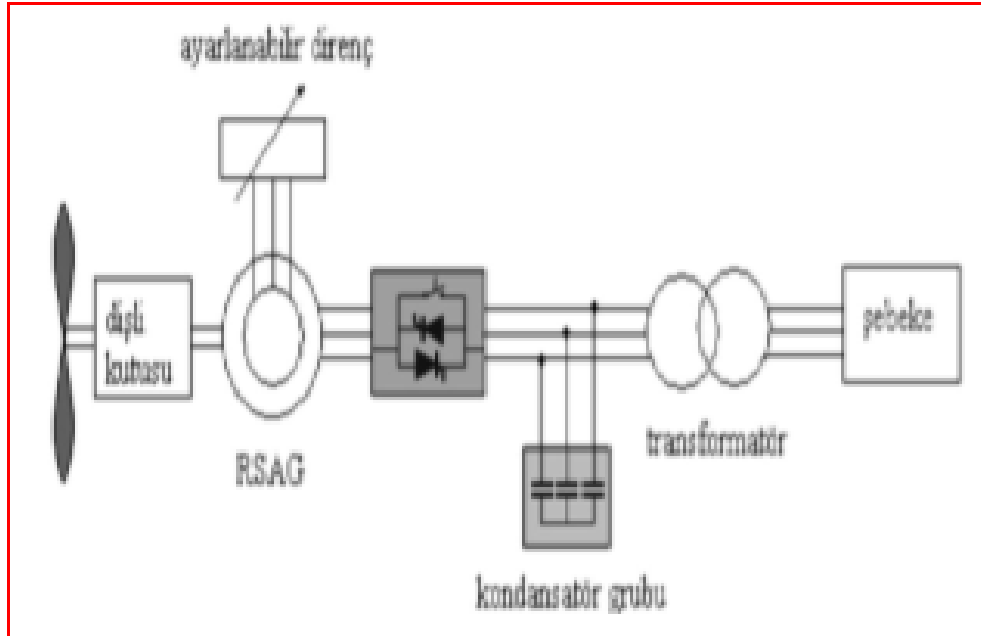 ayarlanabilir direnç
dişli
kutusu
RSAG
şebeke
transformatör
kondansatör grubu